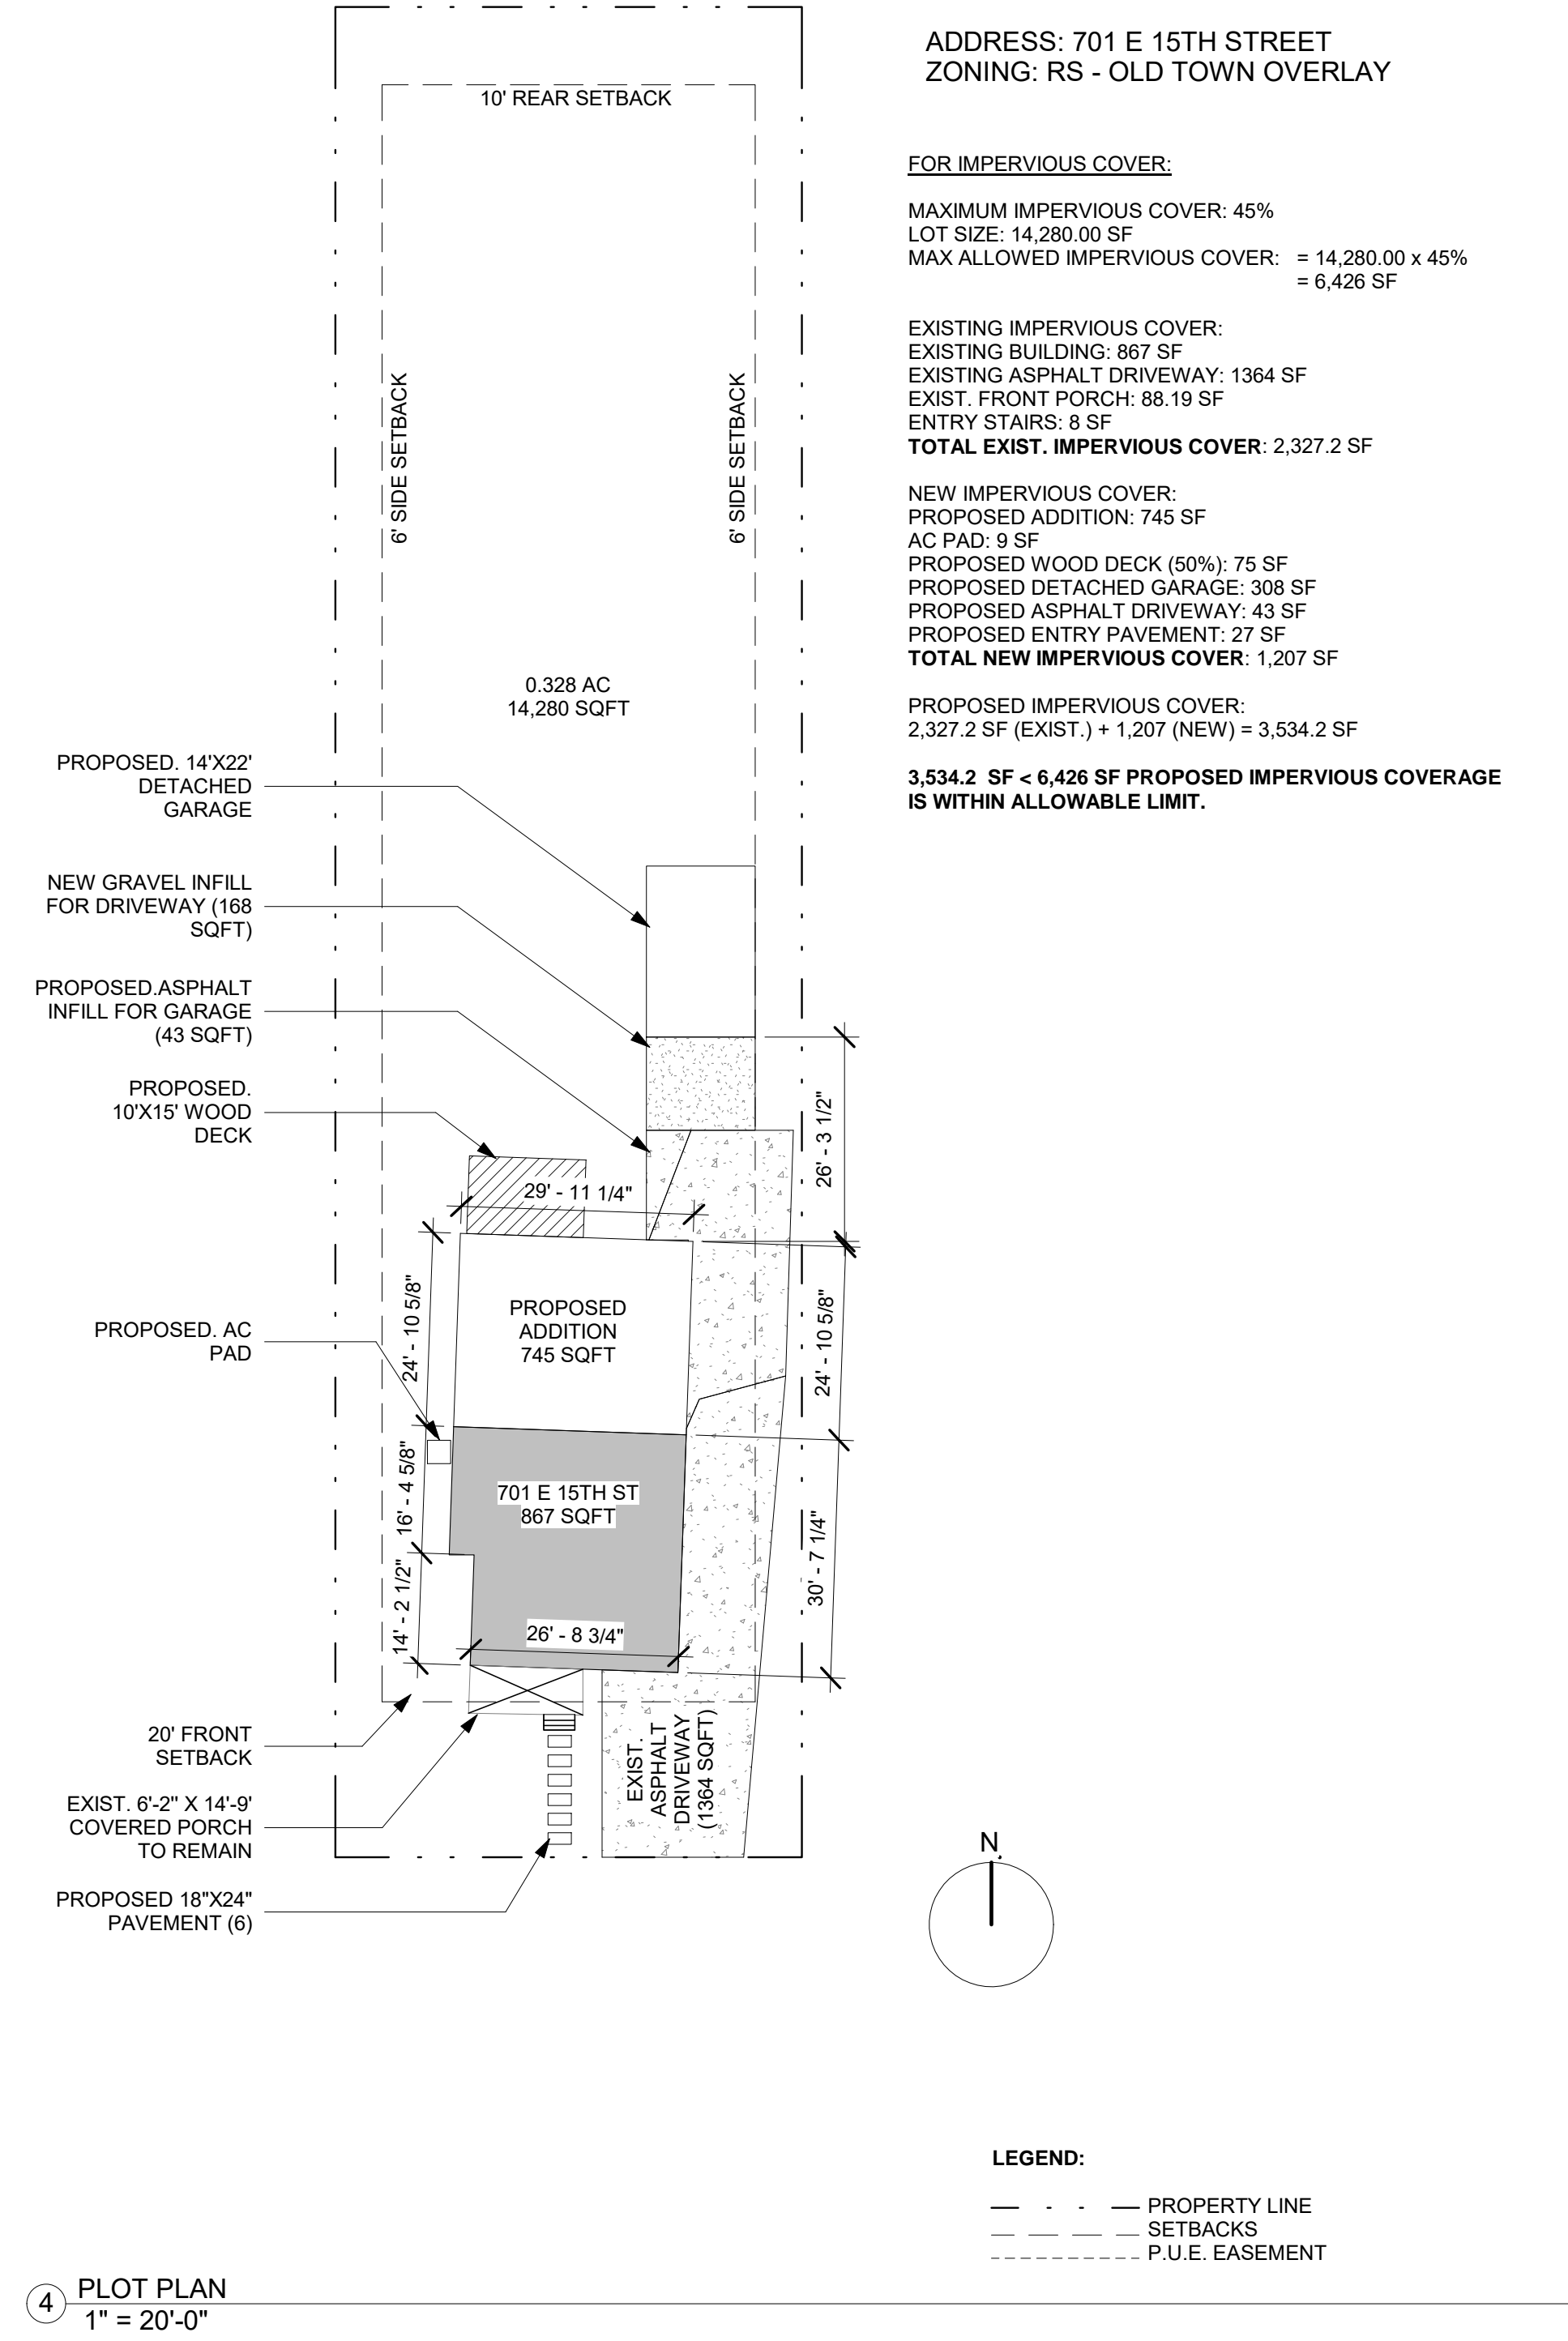 ADDRESS: 701 E 15TH STREET
ZONING: RS - OLD TOWN OVERLAY
FOR IMPERVIOUS COVER:
MAXIMUM IMPERVIOUS COVER: 45%
LOT SIZE: 14,280.00 SF
MAX ALLOWED IMPERVIOUS COVER: = 14,280.00 x 45%
= 6,426 SF
EXISTING IMPERVIOUS COVER:
EXISTING BUILDING: 867 SF
EXISTING ASPHALT DRIVEWAY: 1364 SF
EXIST. FRONT PORCH: 88.19 SF
ENTRY STAIRS: 8 SF
TOTAL EXIST. IMPERVIOUS COVER: 2,327.2 SF
NEW IMPERVIOUS COVER:
PROPOSED ADDITION: 745 SF
AC PAD: 9 SF
PROPOSED WOOD DECK (50%): 75 SF
PROPOSED DETACHED GARAGE: 308 SF
PROPOSED ASPHALT DRIVEWAY: 43 SF
PROPOSED ENTRY PAVEMENT: 27 SF
TOTAL NEW IMPERVIOUS COVER: 1,207 SF
PROPOSED IMPERVIOUS COVER:
2,327.2 SF (EXIST.) + 1,207 (NEW) = 3,534.2 SF
3,534.2 SF < 6,426 SF PROPOSED IMPERVIOUS COVERAGE
IS WITHIN ALLOWABLE LIMIT.
10' REAR SETBACK
6' SIDE SETBACK
6' SIDE SETBACK
0.328 AC
14,280 SQFT
PROPOSED. 14'X22'
DETACHED
GARAGE
NEW GRAVEL INFILL
FOR DRIVEWAY (168
SQFT)
PROPOSED.ASPHALT
INFILL FOR GARAGE
(43 SQFT)
PROPOSED.
10'X15' WOOD
DECK
PROPOSED. AC
PAD
20' FRONT
SETBACK
EXIST. 6'-2" X 14'-9'
COVERED PORCH
TO REMAIN
PROPOSED 18"X24"
PAVEMENT (6)
26' - 3 1/2"
29' - 11 1/4"
24' - 10 5/8"
PROPOSED
ADDITION
745 SQFT
24' - 10 5/8"
16' - 4 5/8"
701 E 15TH ST
867 SQFT
30' - 7 1/4"
14' - 2 1/2"
26' - 8 3/4"
EXIST.
ASPHALT
DRIVEWAY
(1364 SQFT)
N.
LEGEND:
PROPERTY LINE
SETBACKS
P.U.E. EASEMENT
4
PLOT PLAN
1" = 20'-0"